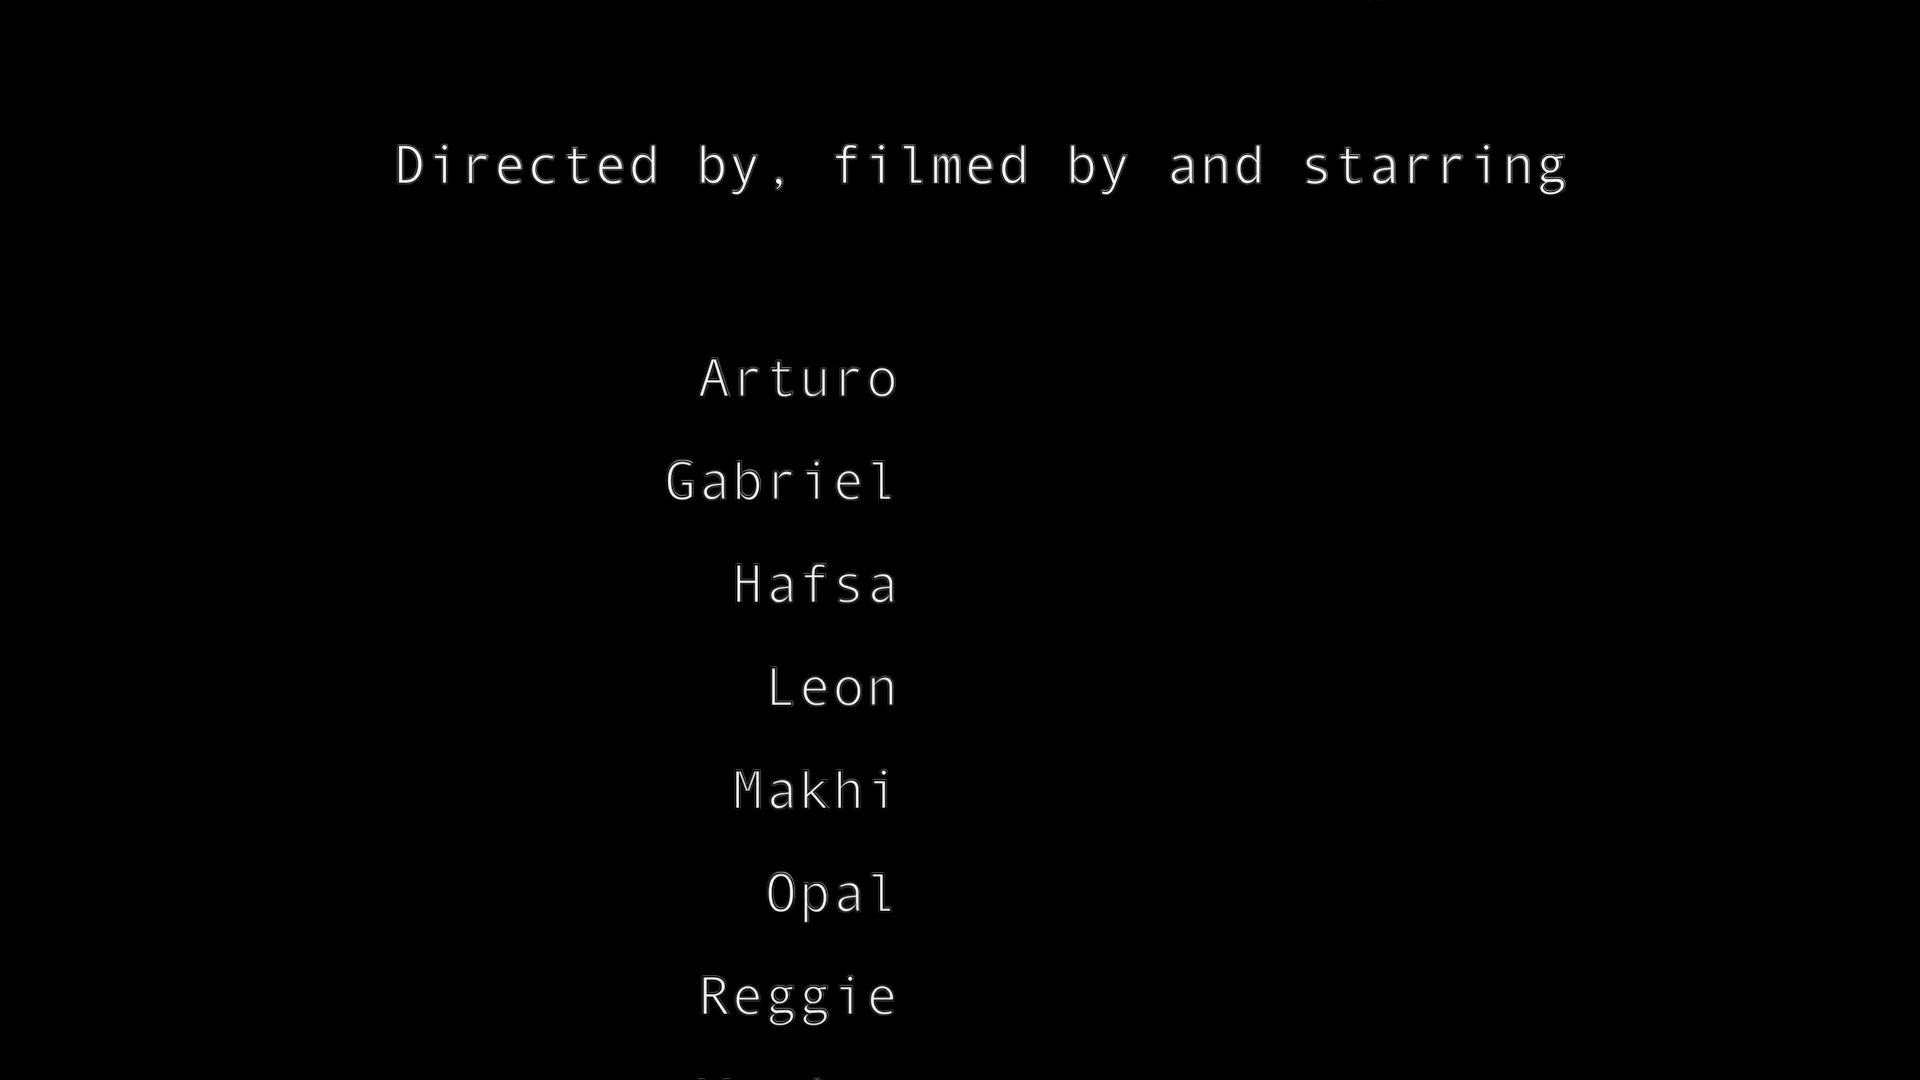 Directed by, filmed by and starring
Arturo
Gabriel
Hafsa
Leon
Makhi
Opal
Reggie